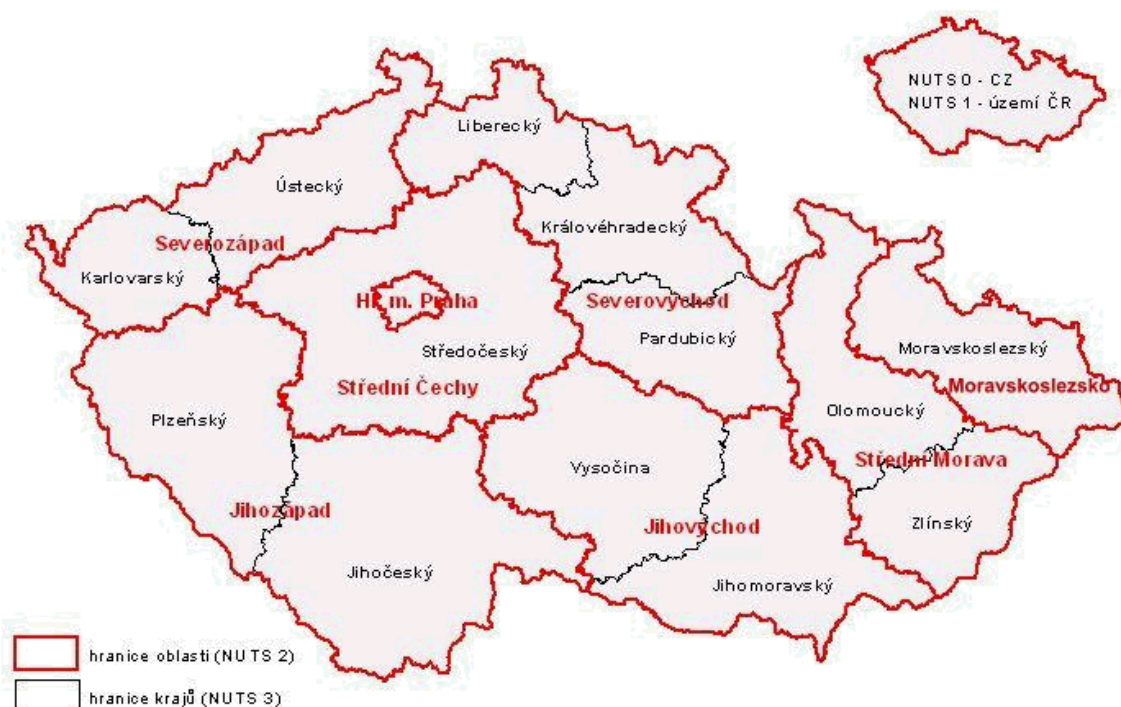 NUTS 0 - CZ
NUTS 1 - území ČR
Liberecký
Ústecký
Královéhradecký
Severozápad
Karlovarský
Hl. m. Praha
Severovýchod
Pardubický
Středočeský
Moravskoslezský
Střední Čechy
Moravskoslezsko
Plzeňský
Olomoucký
Vysočina
Střední Morava
Jihozápad
Jihovýchod
Zlínský
Jihočeský
Jihomoravský
hranice oblastí (NUTS 2)
hranice krajů (NUTS 3)